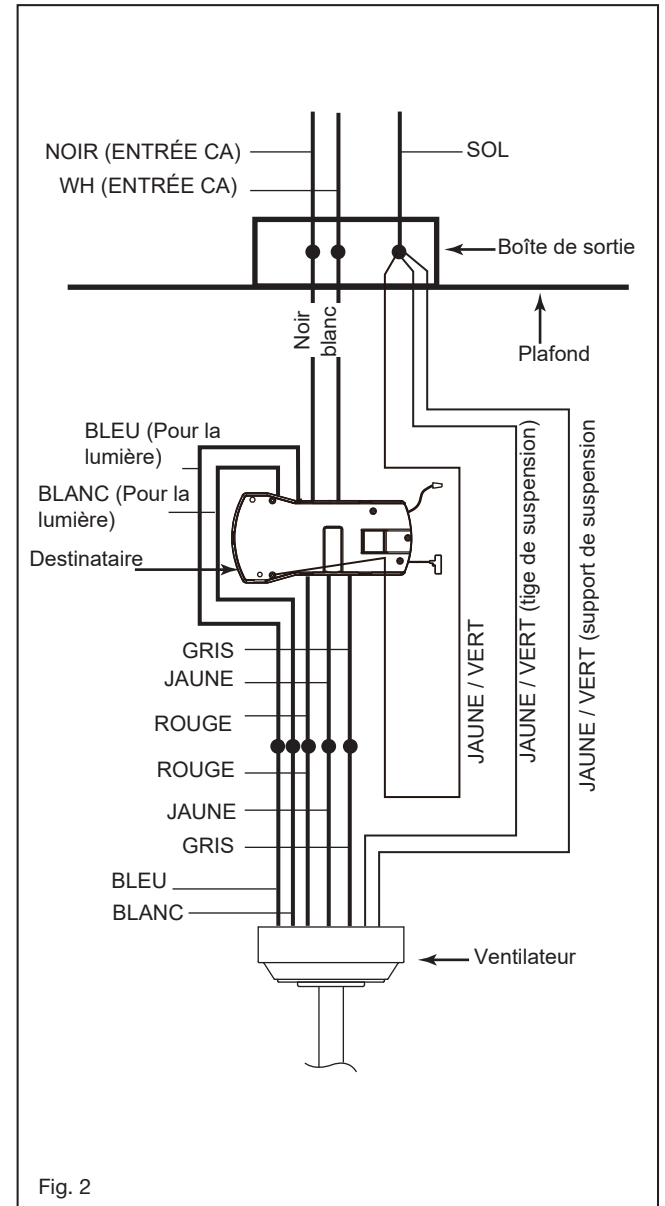 NOIR (ENTRÉE CA)
SOL
WH (ENTRÉE CA)
Boîte de sortie
Noir
blanc
Plafond
BLEU (Pour la
lumière)
BLANC (Pour la
lumière)
Destinataire
JAUNE / VERT
JAUNE / VERT (tige de suspension)
JAUNE / VERT (support de suspension
GRIS
JAUNE
ROUGE
ROUGE
JAUNE
GRIS
BLEU
BLANC
Ventilateur
Fig. 2